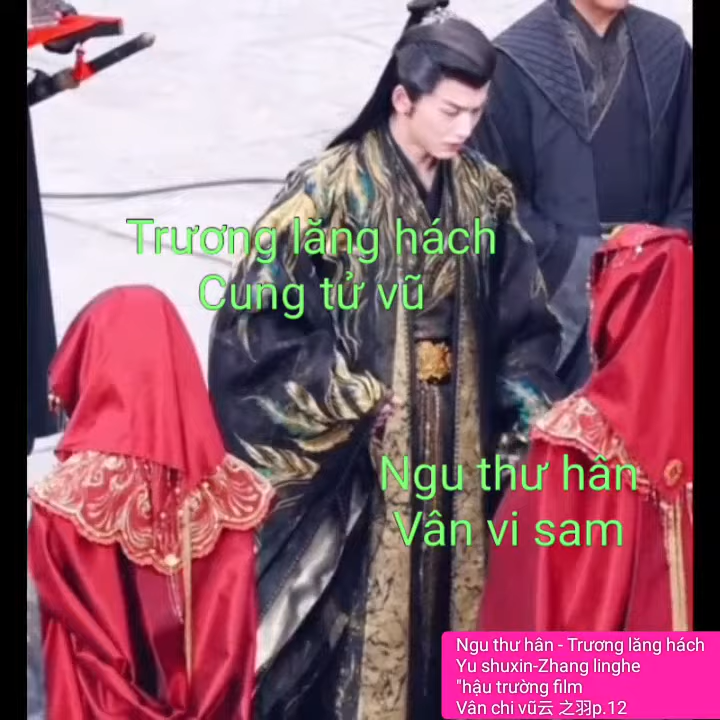 Trương lăng hách
Cung tử vũ
Ngu thư hân
Vân vi sam
Ngu thư hân - Trương lăng hách
Yu shuxin-Zhang linghe
"hậu trường film
Vân chi vũ云 之羽p.12